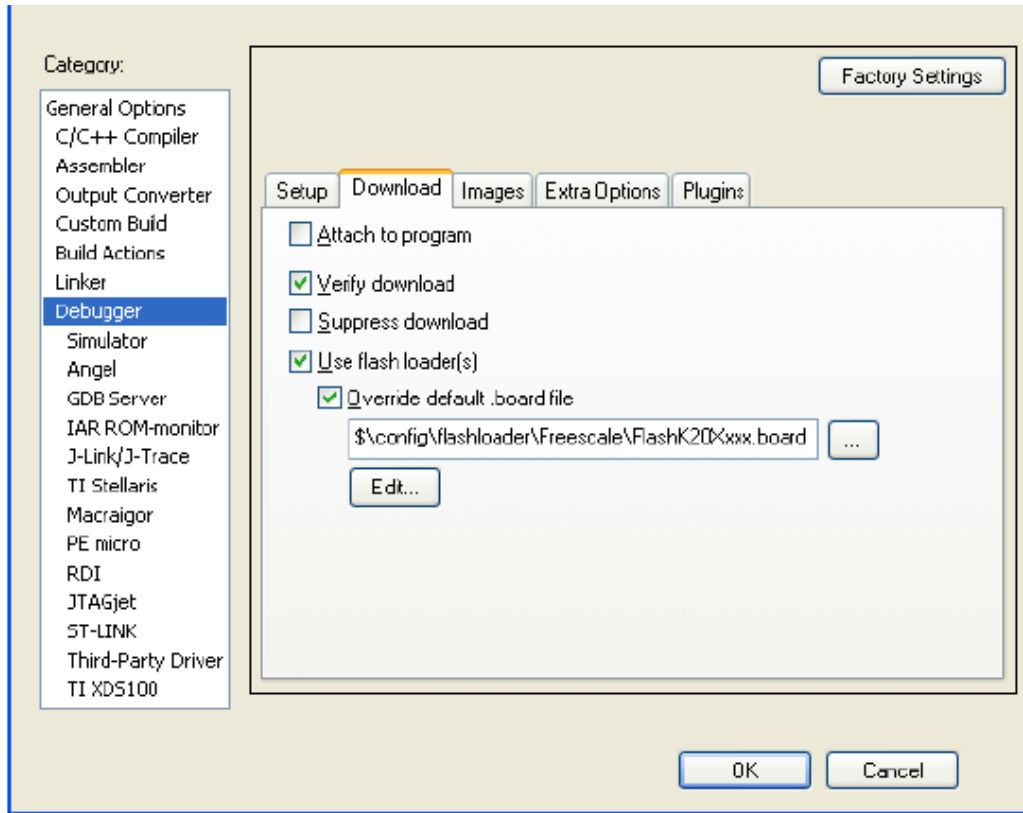 Category:
Factory Settings
General Options
C/C++ Compiler
Assembler
Output Converter
Custom Build
Build Actions
Linker
Debugger
Simulator
Angel
GDB Server
IAR ROM-monitor
J-Link/J-Trace
TI Stellaris
Macraigor
PE micro
RDI
JTAGjet
ST-LINK
Third-Party Driver
TI XDS100
Setup Download Images Extra Options Plugins
Attach to program
Verify download
Suppress download
Use flash loader(s)
Override default .board file
$\config\flashloader\Freescale\FlashK20Xxxx.board ...
Edit...
OK Cancel